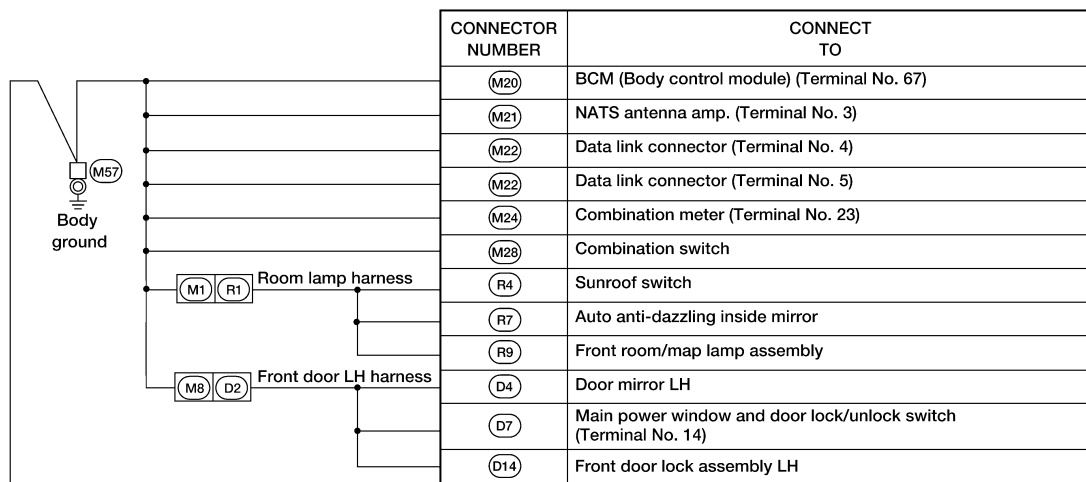 CONNECTOR
NUMBER
CONNECT
TO
M20
BCM (Body control module) (Terminal No. 67)
M21
NATS antenna amp. (Terminal No. 3)
M22
Data link connector (Terminal No. 4)
M57
M22
Data link connector (Terminal No. 5)
Body
ground
M24
Combination meter (Terminal No. 23)
M28
Combination switch
M1 R1
Room lamp harness
R4
Sunroof switch
R7
Auto anti-dazzling inside mirror
R9
Front room/map lamp assembly
M8 D2
Front door LH harness
D4
Door mirror LH
D7
Main power window and door lock/unlock switch
(Terminal No. 14)
D14
Front door lock assembly LH